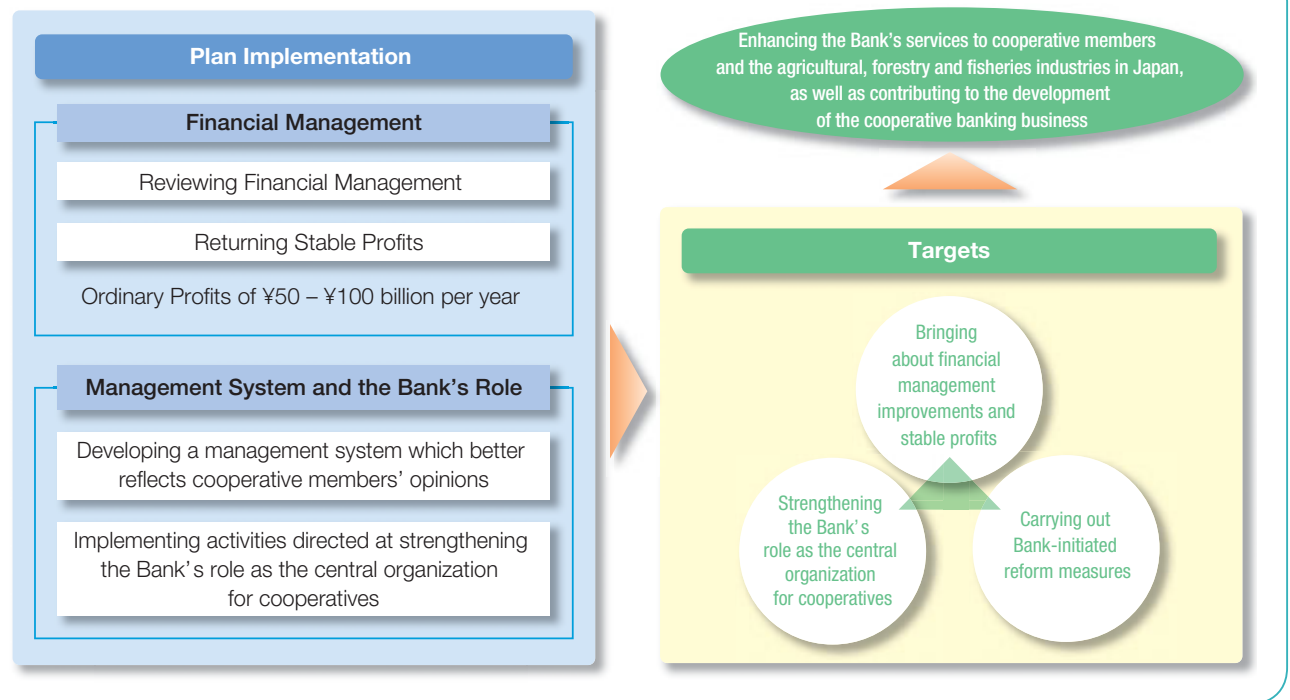 Plan Implementation
Financial Management
Reviewing Financial Management
Returning Stable Profits
Ordinary Profits of ¥50 – ¥100 billion per year
Management System and the Bank’s Role
Developing a management system which better
reflects cooperative members’ opinions
Implementing activities directed at strengthening
the Bank’s role as the central organization
for cooperatives
Enhancing the Bank’s services to cooperative members
and the agricultural, forestry and fisheries industries in Japan,
as well as contributing to the development
of the cooperative banking business
Targets
Bringing
about financial
management
improvements and
stable profits
Strengthening
the Bank’s
role as the central
organization
for cooperatives
Carrying out
Bank-initiated
reform measures